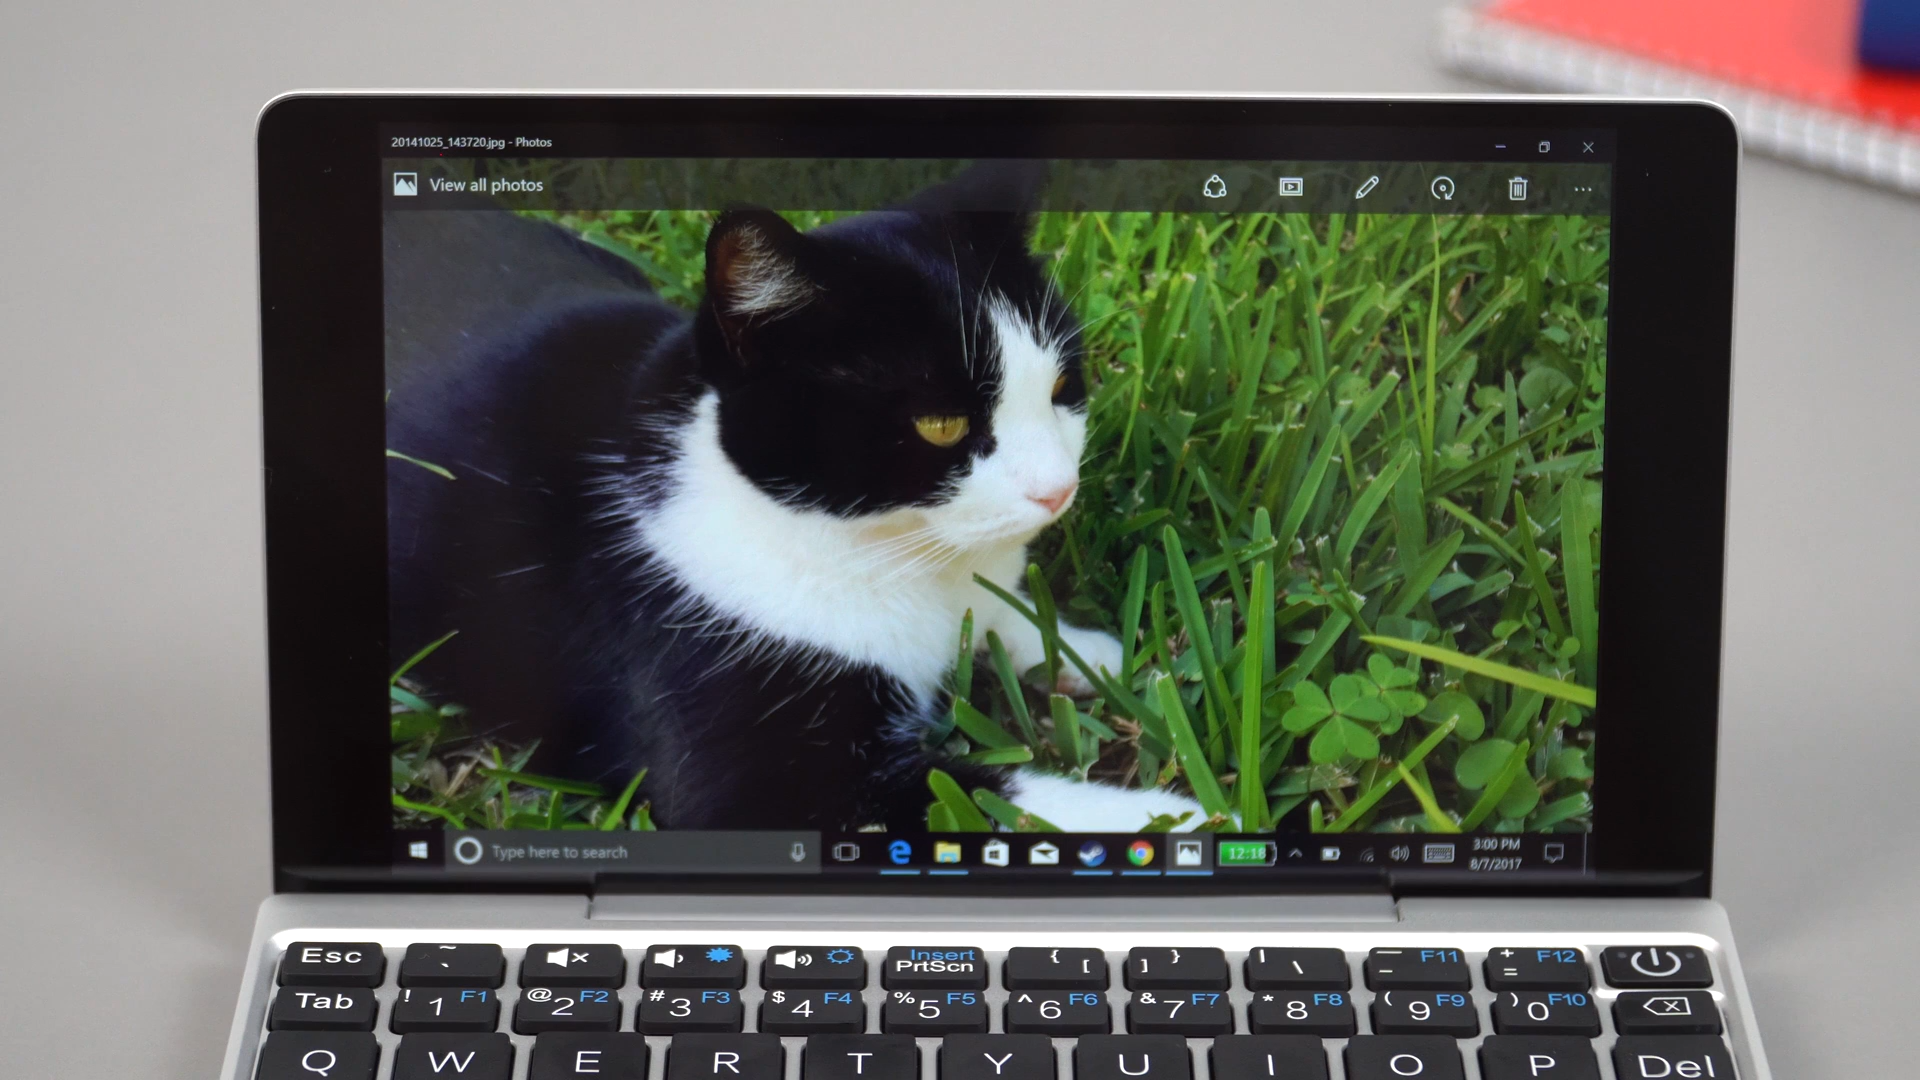 20141025_143720.jpg - Photos
View all photos
Type here to search
12:18
3:00 PM
8/7/2017
Esc ~ ` Insert PrtScn { [ ] } | \ — - F11 + = F12
Tab ! 1 F1 @ 2 F2 # 3 F3 $ 4 F4 % 5 F5 ^ 6 F6 & 7 F7 * 8 F8 ( 9 F9 ) 0 F10
Q W E R T Y U I O P Del